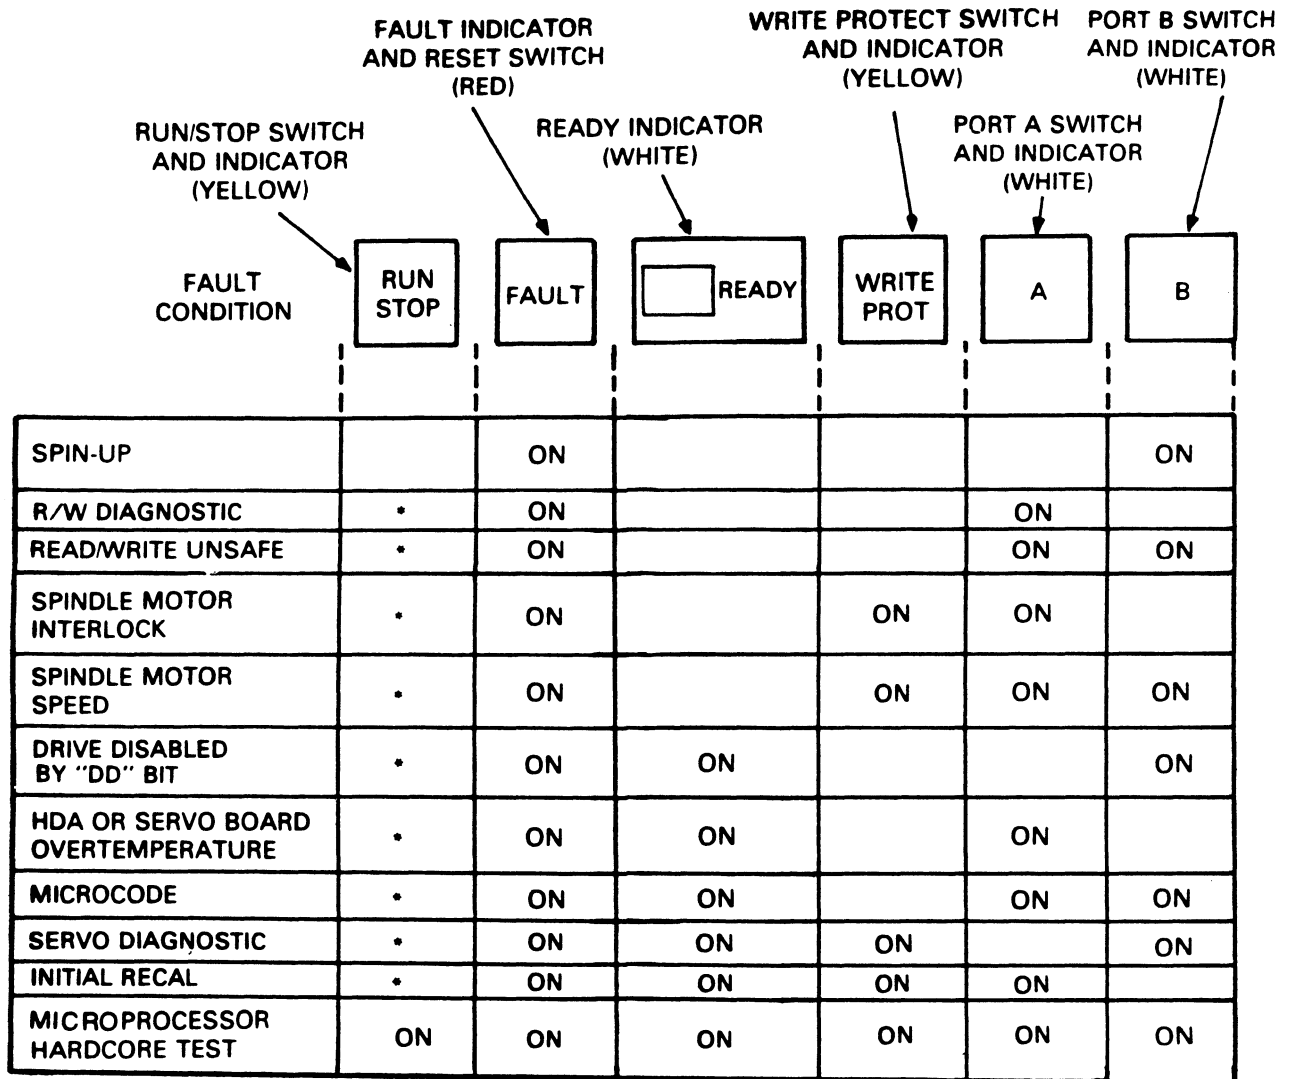 FAULT INDICATOR
AND RESET SWITCH
(RED)
WRITE PROTECT SWITCH
AND INDICATOR
(YELLOW)
PORT B SWITCH
AND INDICATOR
(WHITE)
RUN/STOP SWITCH
AND INDICATOR
(YELLOW)
READY INDICATOR
(WHITE)
PORT A SWITCH
AND INDICATOR
(WHITE)
FAULT
CONDITION
RUN
STOP
FAULT
READY
WRITE
PROT
A
B
SPIN-UP ON ON
R/W DIAGNOSTIC * ON ON
READ/WRITE UNSAFE * ON ON ON
SPINDLE MOTOR
INTERLOCK * ON ON ON
SPINDLE MOTOR
SPEED * ON ON ON ON
DRIVE DISABLED
BY "DD" BIT * ON ON ON
HDA OR SERVO BOARD
OVERTEMPERATURE * ON ON ON
MICROCODE * ON ON ON ON
SERVO DIAGNOSTIC * ON ON ON ON
INITIAL RECAL * ON ON ON ON
MICROPROCESSOR
HARDCORE TEST ON ON ON ON ON ON